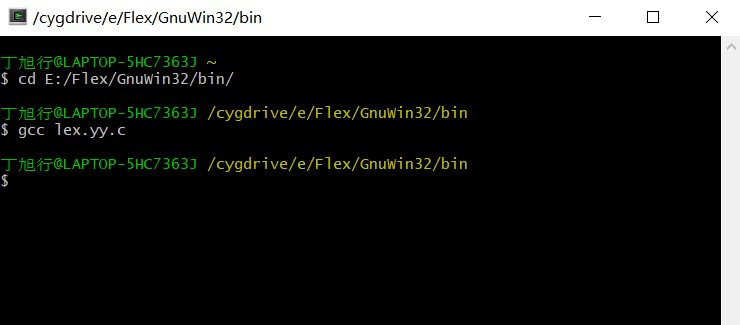 /cygdrive/e/Flex/GnuWin32/bin
丁旭行@LAPTOP-5HC7363J ~
$ cd E:/Flex/GnuWin32/bin/
丁旭行@LAPTOP-5HC7363J /cygdrive/e/Flex/GnuWin32/bin
$ gcc lex.yy.c
丁旭行@LAPTOP-5HC7363J /cygdrive/e/Flex/GnuWin32/bin
$